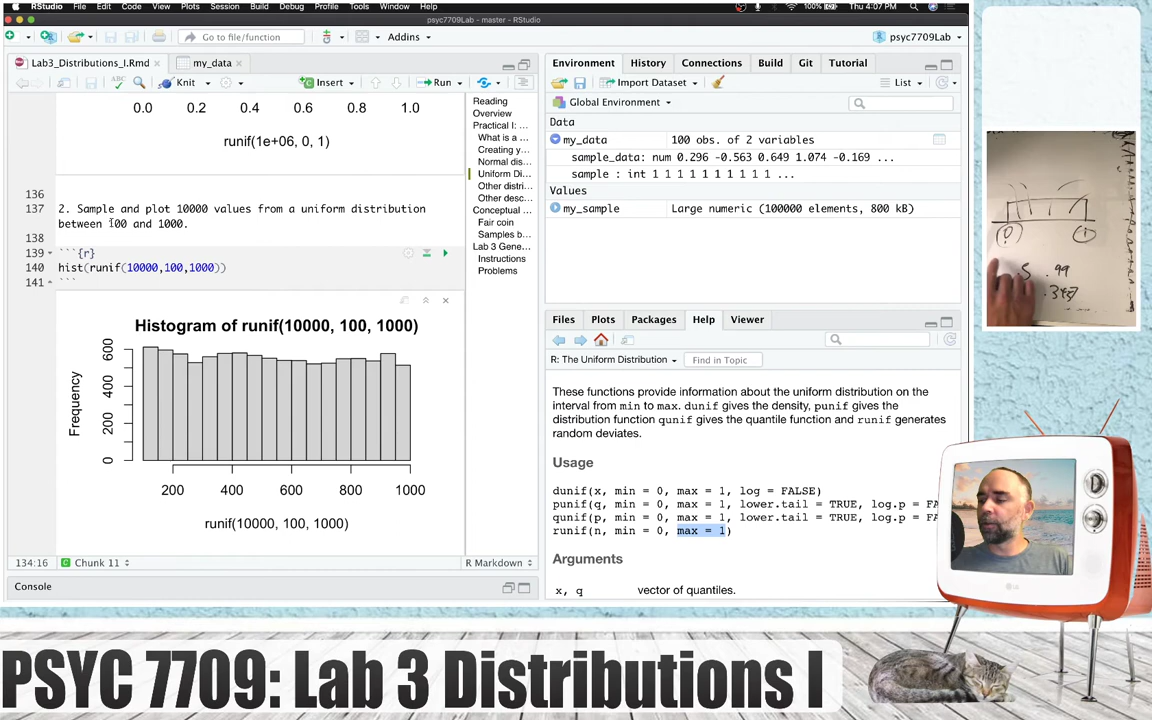 RStudio File Edit Code View Plots Session Build Debug Profile Tools Window Help 100% Thu 4:07 PM
psyc7709Lab - master - RStudio
Go to file/function Addins psyc7709Lab
Lab3_Distributions_I.Rmd my_data
ABC Knit Insert Run
0.0 0.2 0.4 0.6 0.8 1.0
runif(1e+06, 0, 1)
136
137 2. Sample and plot 10000 values from a uniform distribution
between 100 and 1000.
138
139 ```{r}
140 hist(runif(10000,100,1000))
141 ```
Histogram of runif(10000, 100, 1000)
Frequency
600
400
200
0
200 400 600 800 1000
runif(10000, 100, 1000)
134:16 Chunk 11 R Markdown
Console
Reading
Overview
Practical I: ...
What is a ...
Creating y...
Normal dis...
Uniform Di...
Other distri...
Other desc...
Conceptual ...
Fair coin
Samples b...
Lab 3 Gene...
Instructions
Problems
Environment History Connections Build Git Tutorial
Import Dataset List
Global Environment
Data
my_data 100 obs. of 2 variables
sample_data: num 0.296 -0.563 0.649 1.074 -0.169 ...
sample : int 1 1 1 1 1 1 1 1 1 1 ...
Values
my_sample Large numeric (100000 elements, 800 kB)
Files Plots Packages Help Viewer
R: The Uniform Distribution Find in Topic
These functions provide information about the uniform distribution on the
interval from min to max. dunif gives the density, punif gives the
distribution function qunif gives the quantile function and runif generates
random deviates.
Usage
dunif(x, min = 0, max = 1, log = FALSE)
punif(q, min = 0, max = 1, lower.tail = TRUE, log.p = FA
qunif(p, min = 0, max = 1, lower.tail = TRUE, log.p = FA
runif(n, min = 0, max = 1)
Arguments
x, q vector of quantiles.
0 1
.5 .99
LG
PSYC 7709: Lab 3 Distributions I